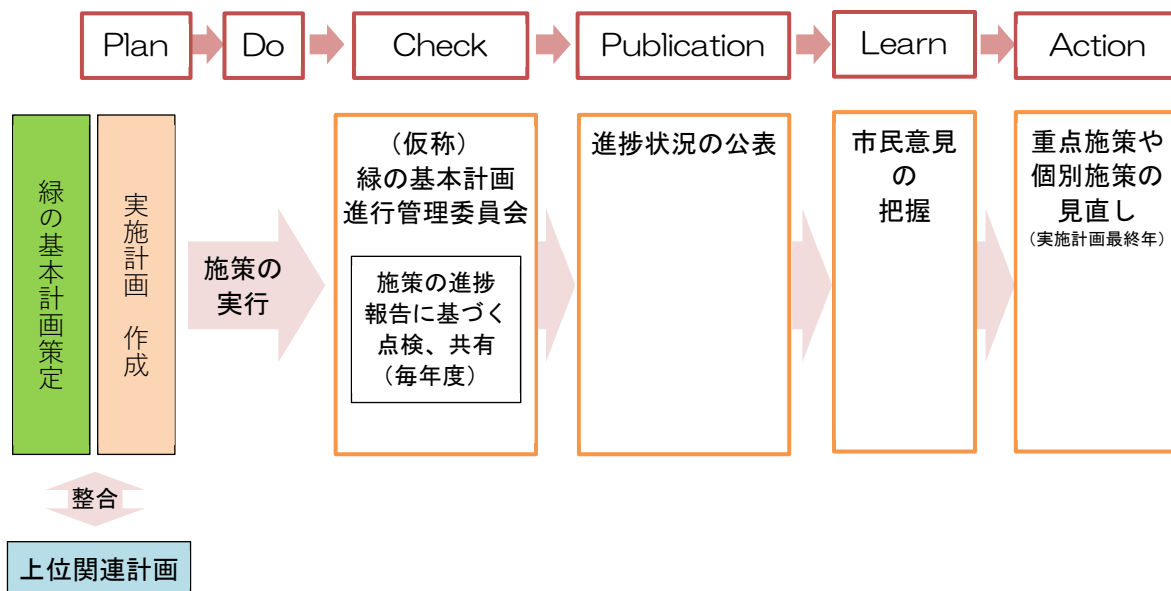 Plan
Do
Check
Publication
Learn
Action
緑の基本計画策定
実施計画 作成
施策の
実行
（仮称）
緑の基本計画
進行管理委員会
施策の進捗
報告に基づく
点検、共有
（毎年度）
進捗状況の公表
市民意見
の
把握
重点施策や
個別施策の
見直し
（実施計画最終年）
整合
上位関連計画